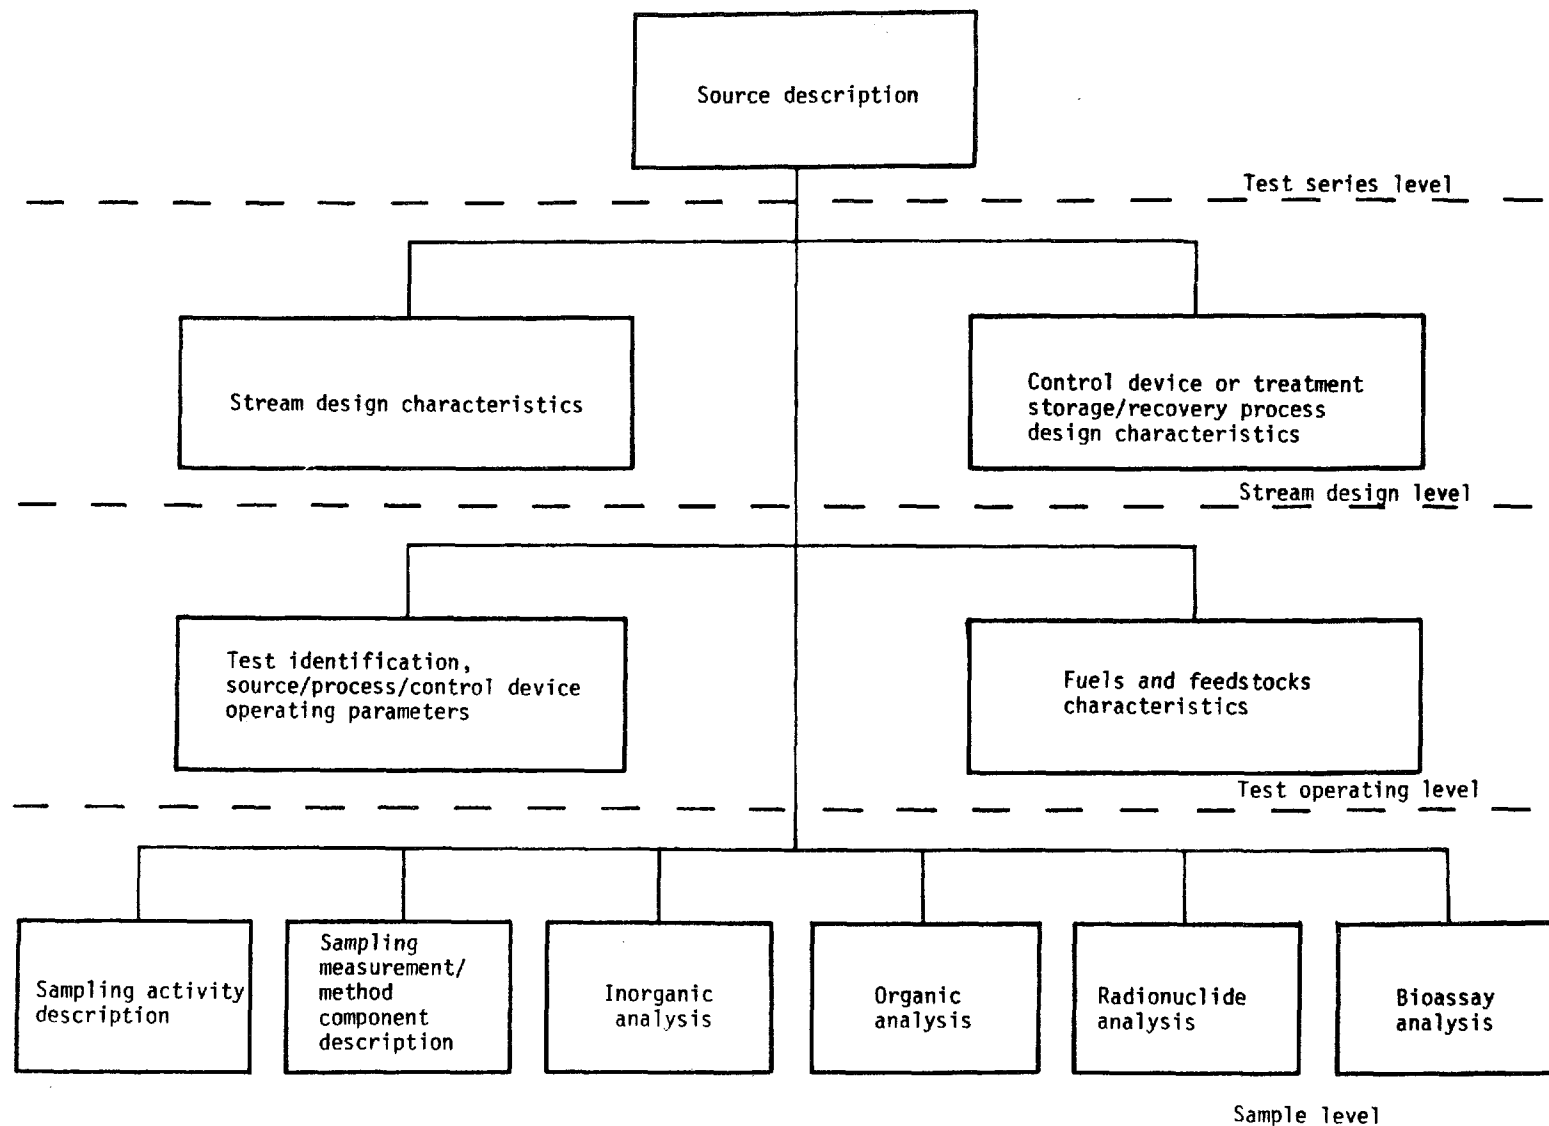 Source description
Test series level
Stream design characteristics
Control device or treatment
storage/recovery process
design characteristics
Stream design level
Test identification,
source/process/control device
operating parameters
Fuels and feedstocks
characteristics
Test operating level
Sampling activity
description
Sampling
measurement/
method
component
description
Inorganic
analysis
Organic
analysis
Radionuclide
analysis
Bioassay
analysis
Sample level